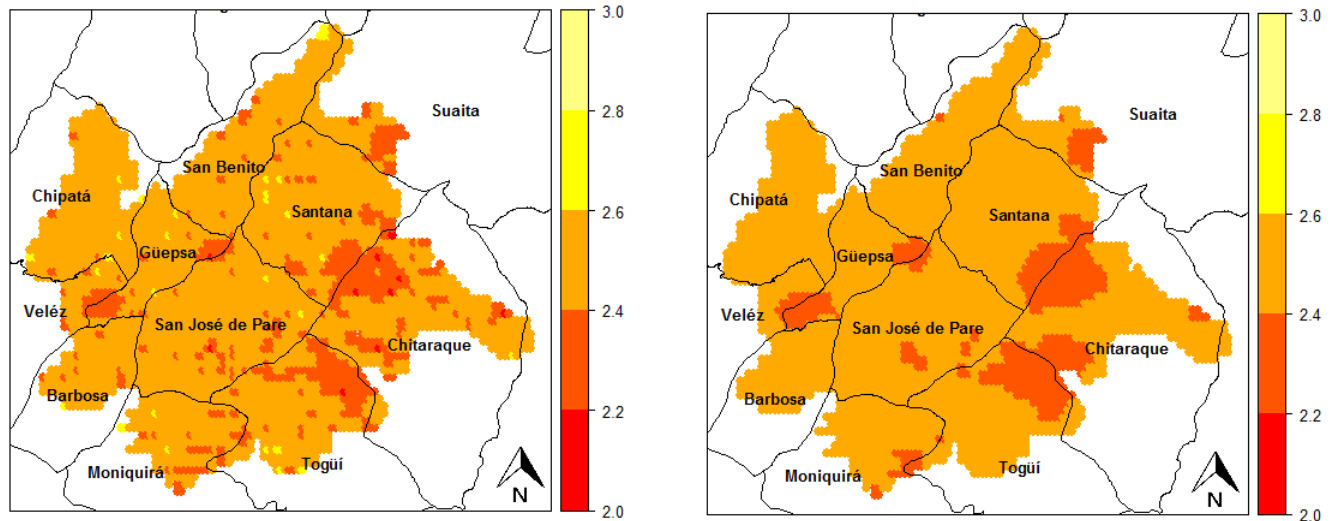 Suaita
San Benito
Chipatá
Santana
Güepsa
Veléz
San José de Pare
Chitaraque
Barbosa
Moniquirá
Togüí
N
3.0
2.8
2.6
2.4
2.2
2.0
Suaita
San Benito
Chipatá
Santana
Güepsa
Veléz
San José de Pare
Chitaraque
Barbosa
Moniquirá
Togüí
N
3.0
2.8
2.6
2.4
2.2
2.0